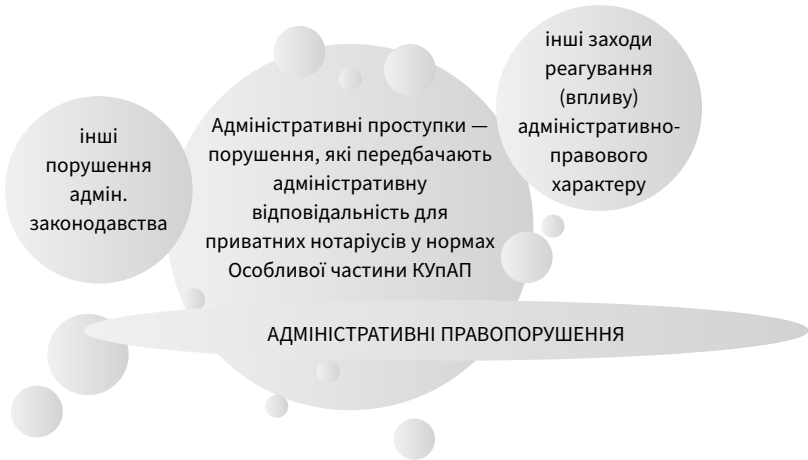 інші
порушення
адмін.
законодавства
Адміністративні проступки —
порушення, які передбачають
адміністративну
відповідальність для
приватних нотаріусів у нормах
Особливої частини КУпАП
інші заходи
реагування
(впливу)
адміністративно-
правового
характеру
АДМІНІСТРАТИВНІ ПРАВОПОРУШЕННЯ